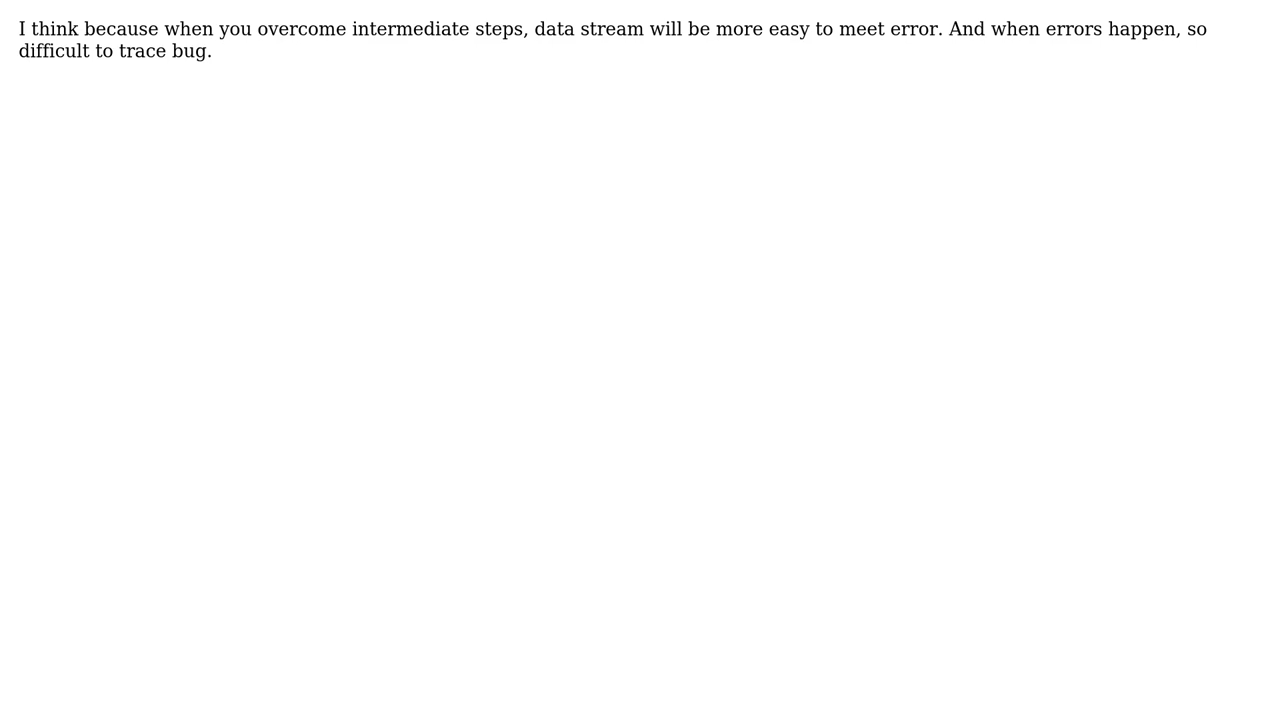 I think because when you overcome intermediate steps, data stream will be more easy to meet error. And when errors happen, so
difficult to trace bug.